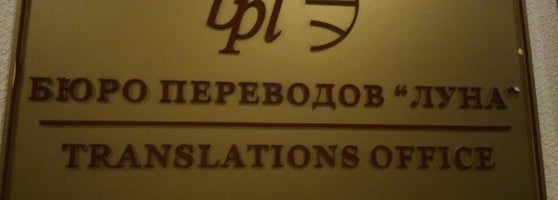 БЮРО ПЕРЕВОДОВ “ЛУНА”
TRANSLATIONS OFFICE